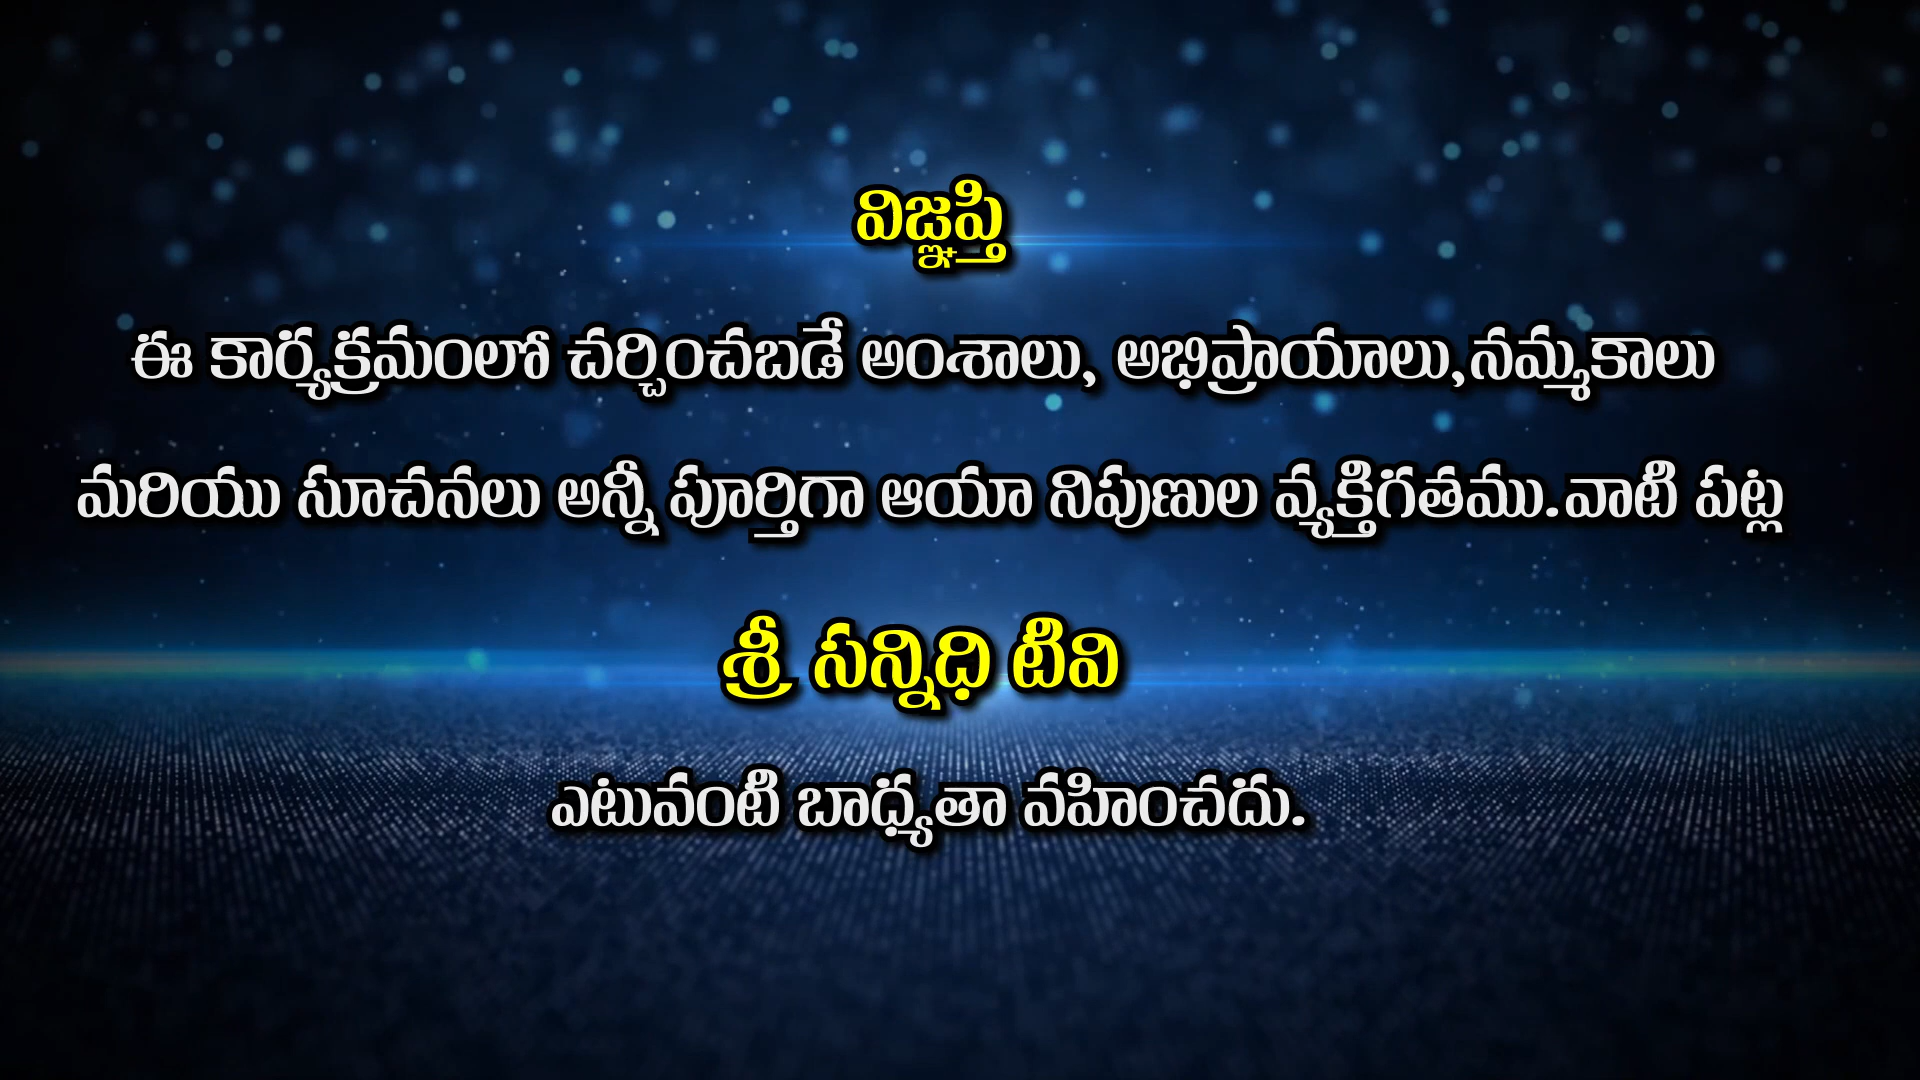 విజ్ఞప్తి
ఈ కార్యక్రమంలో చర్చించబడే అంశాలు, అభిప్రాయాలు,నమ్మకాలు
మరియు సూచనలు అన్నీ పూర్తిగా ఆయా నిపుణుల వ్యక్తిగతము.వాటి పట్ల
శ్రీ సన్నిధి టీవి
ఎటువంటి బాధ్యతా వహించదు.